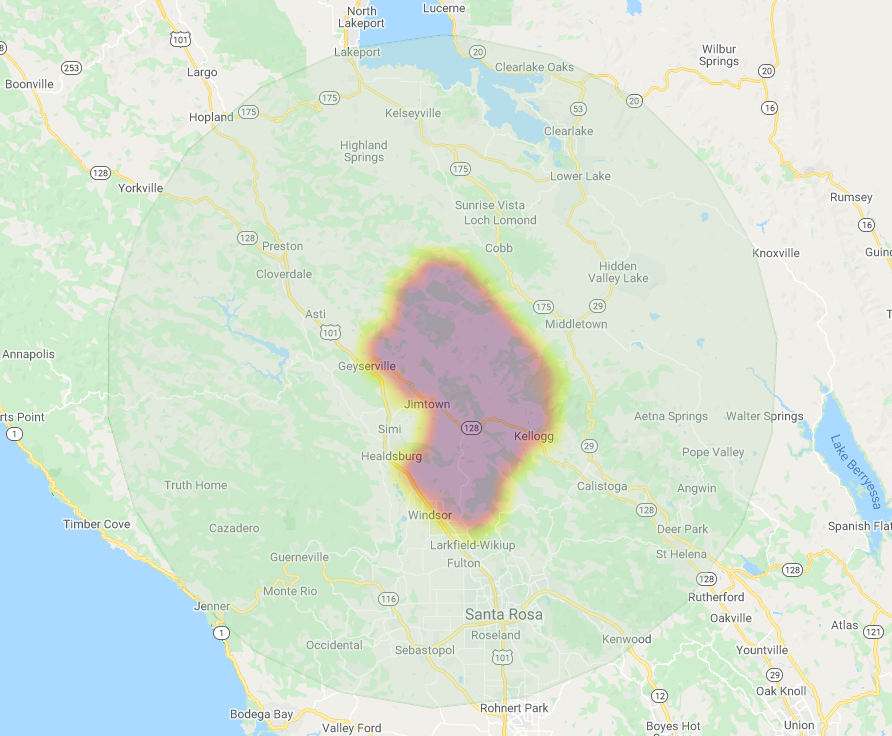 North
Lakeport
Lucerne
101
20
Lakeport
Wilbur
Springs
253
Largo
Clearlake Oaks
20
Boonville
175
20
16
175
Hopland
Kelseyville
53
Clearlake
Highland
Springs
128
175
Lower Lake
Yorkville
Rumsey
Sunrise Vista
Loch Lomond
16
128
Preston
Cobb
Knoxville
Guin
Cloverdale
Hidden
Valley Lake
175
29
Asti
101
Middletown
Annapolis
Geyserville
Jimtown
rts Point
Aetna Springs
Walter Springs
1
Simi
128
Kellogg
29
Lake Berryessa
Healdsburg
Pope Valley
Truth Home
Calistoga
Angwin
Windsor
128
Timber Cove
Cazadero
Deer Park
Spanish Flat
Larkfield-Wikiup
Guerneville
Fulton
St Helena
128
128
Monte Rio
116
Rutherford
Jenner
Santa Rosa
Oakville
1
Roseland
Kenwood
Atlas
121
Occidental
Sebastopol
101
Yountville
29
Oak Knoll
12
Bodega Bay
Rohnert Park
Valley Ford
Boyes Hot
Union